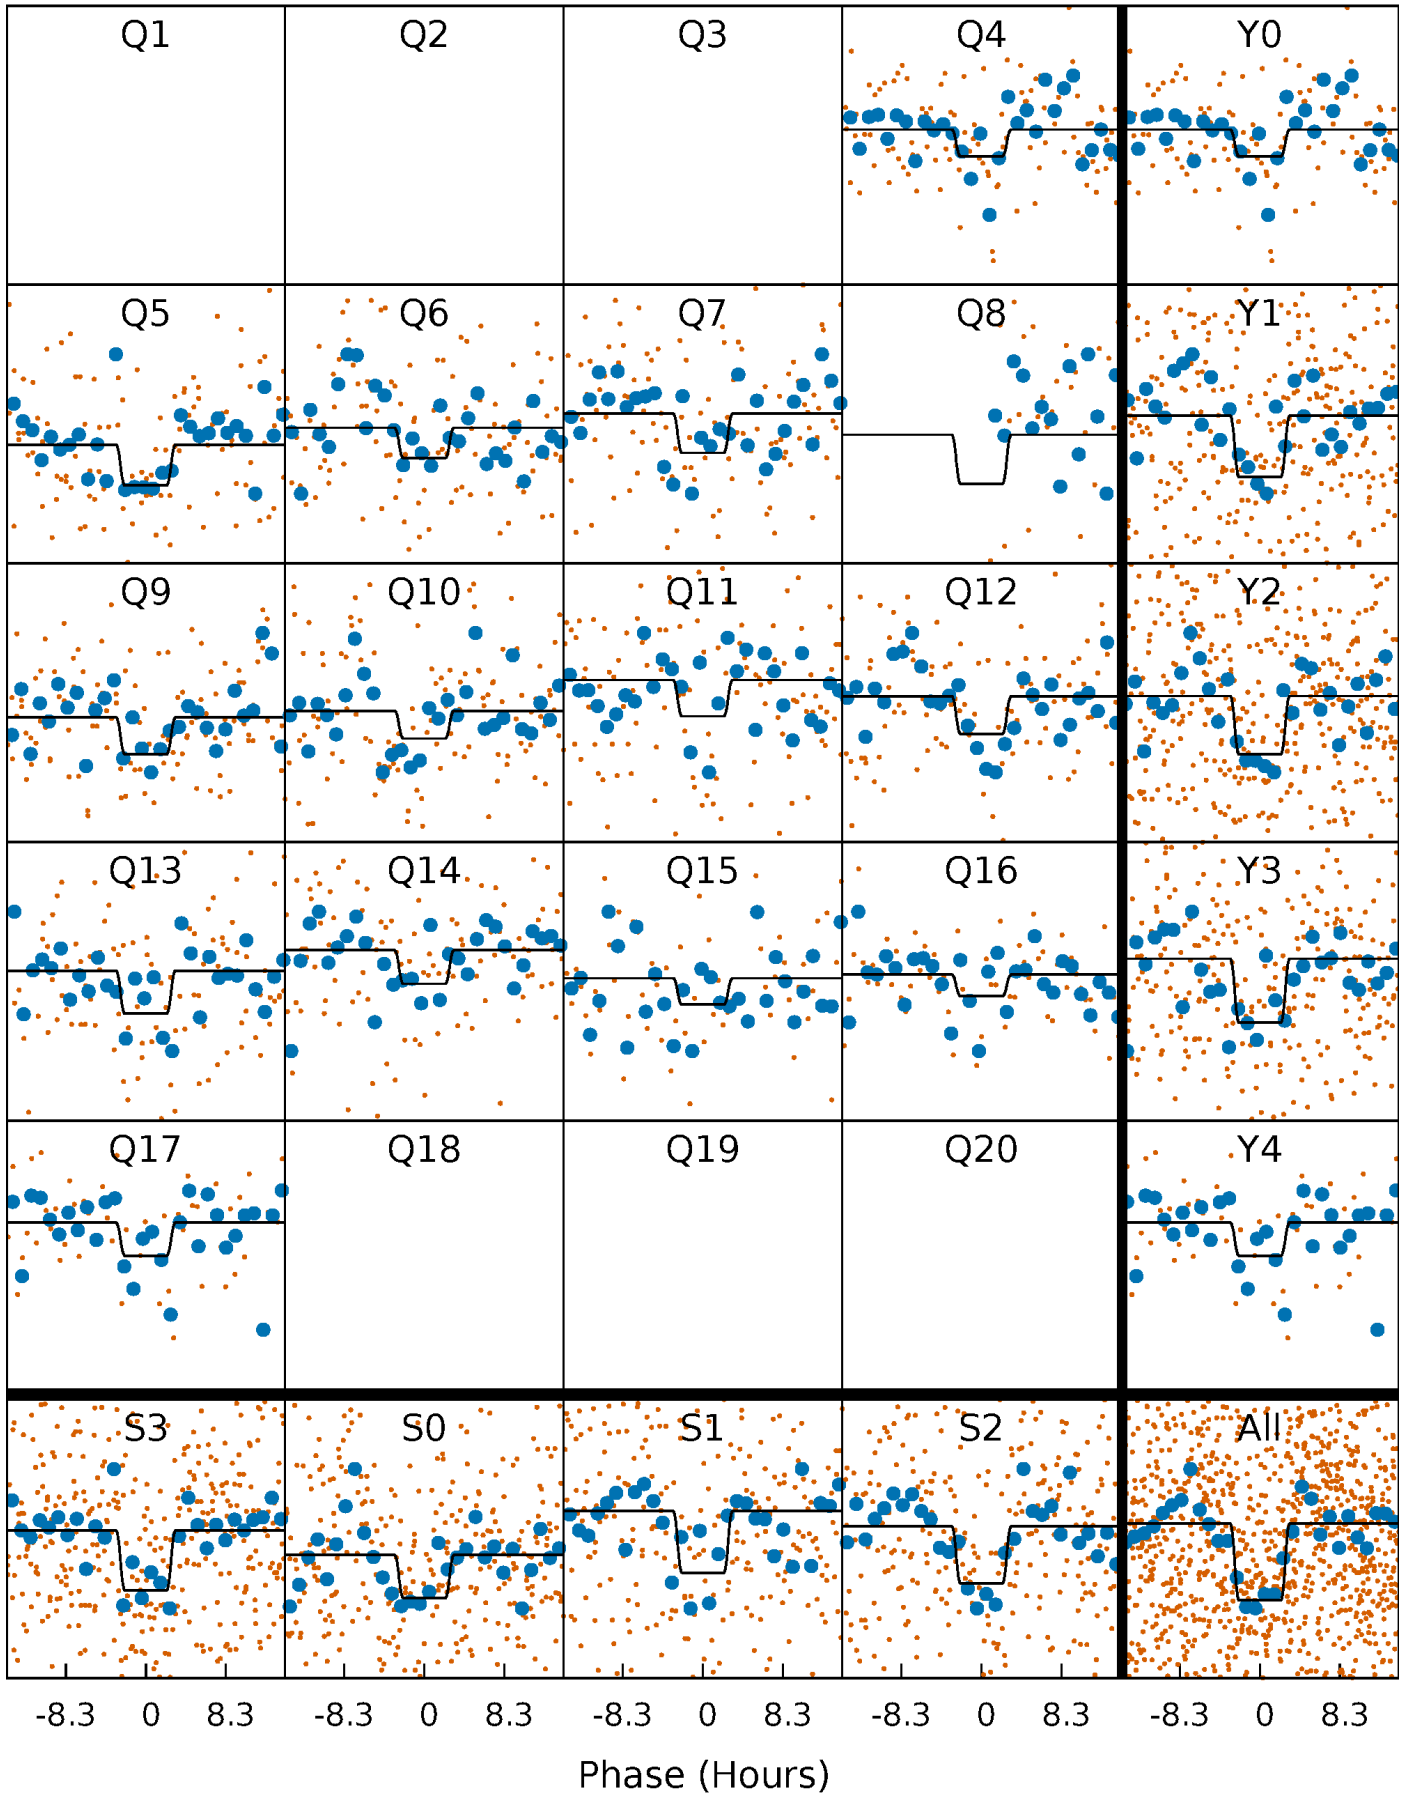 Q1 Q2 Q3 Q4 Y0
Q5 Q6 Q7 Q8 Y1
Q9 Q10 Q11 Q12 Y2
Q13 Q14 Q15 Q16 Y3
Q17 Q18 Q19 Q20 Y4
S3 S0 S1 S2 All
-8.3 0 8.3 -8.3 0 8.3 -8.3 0 8.3 -8.3 0 8.3 -8.3 0 8.3
Phase (Hours)